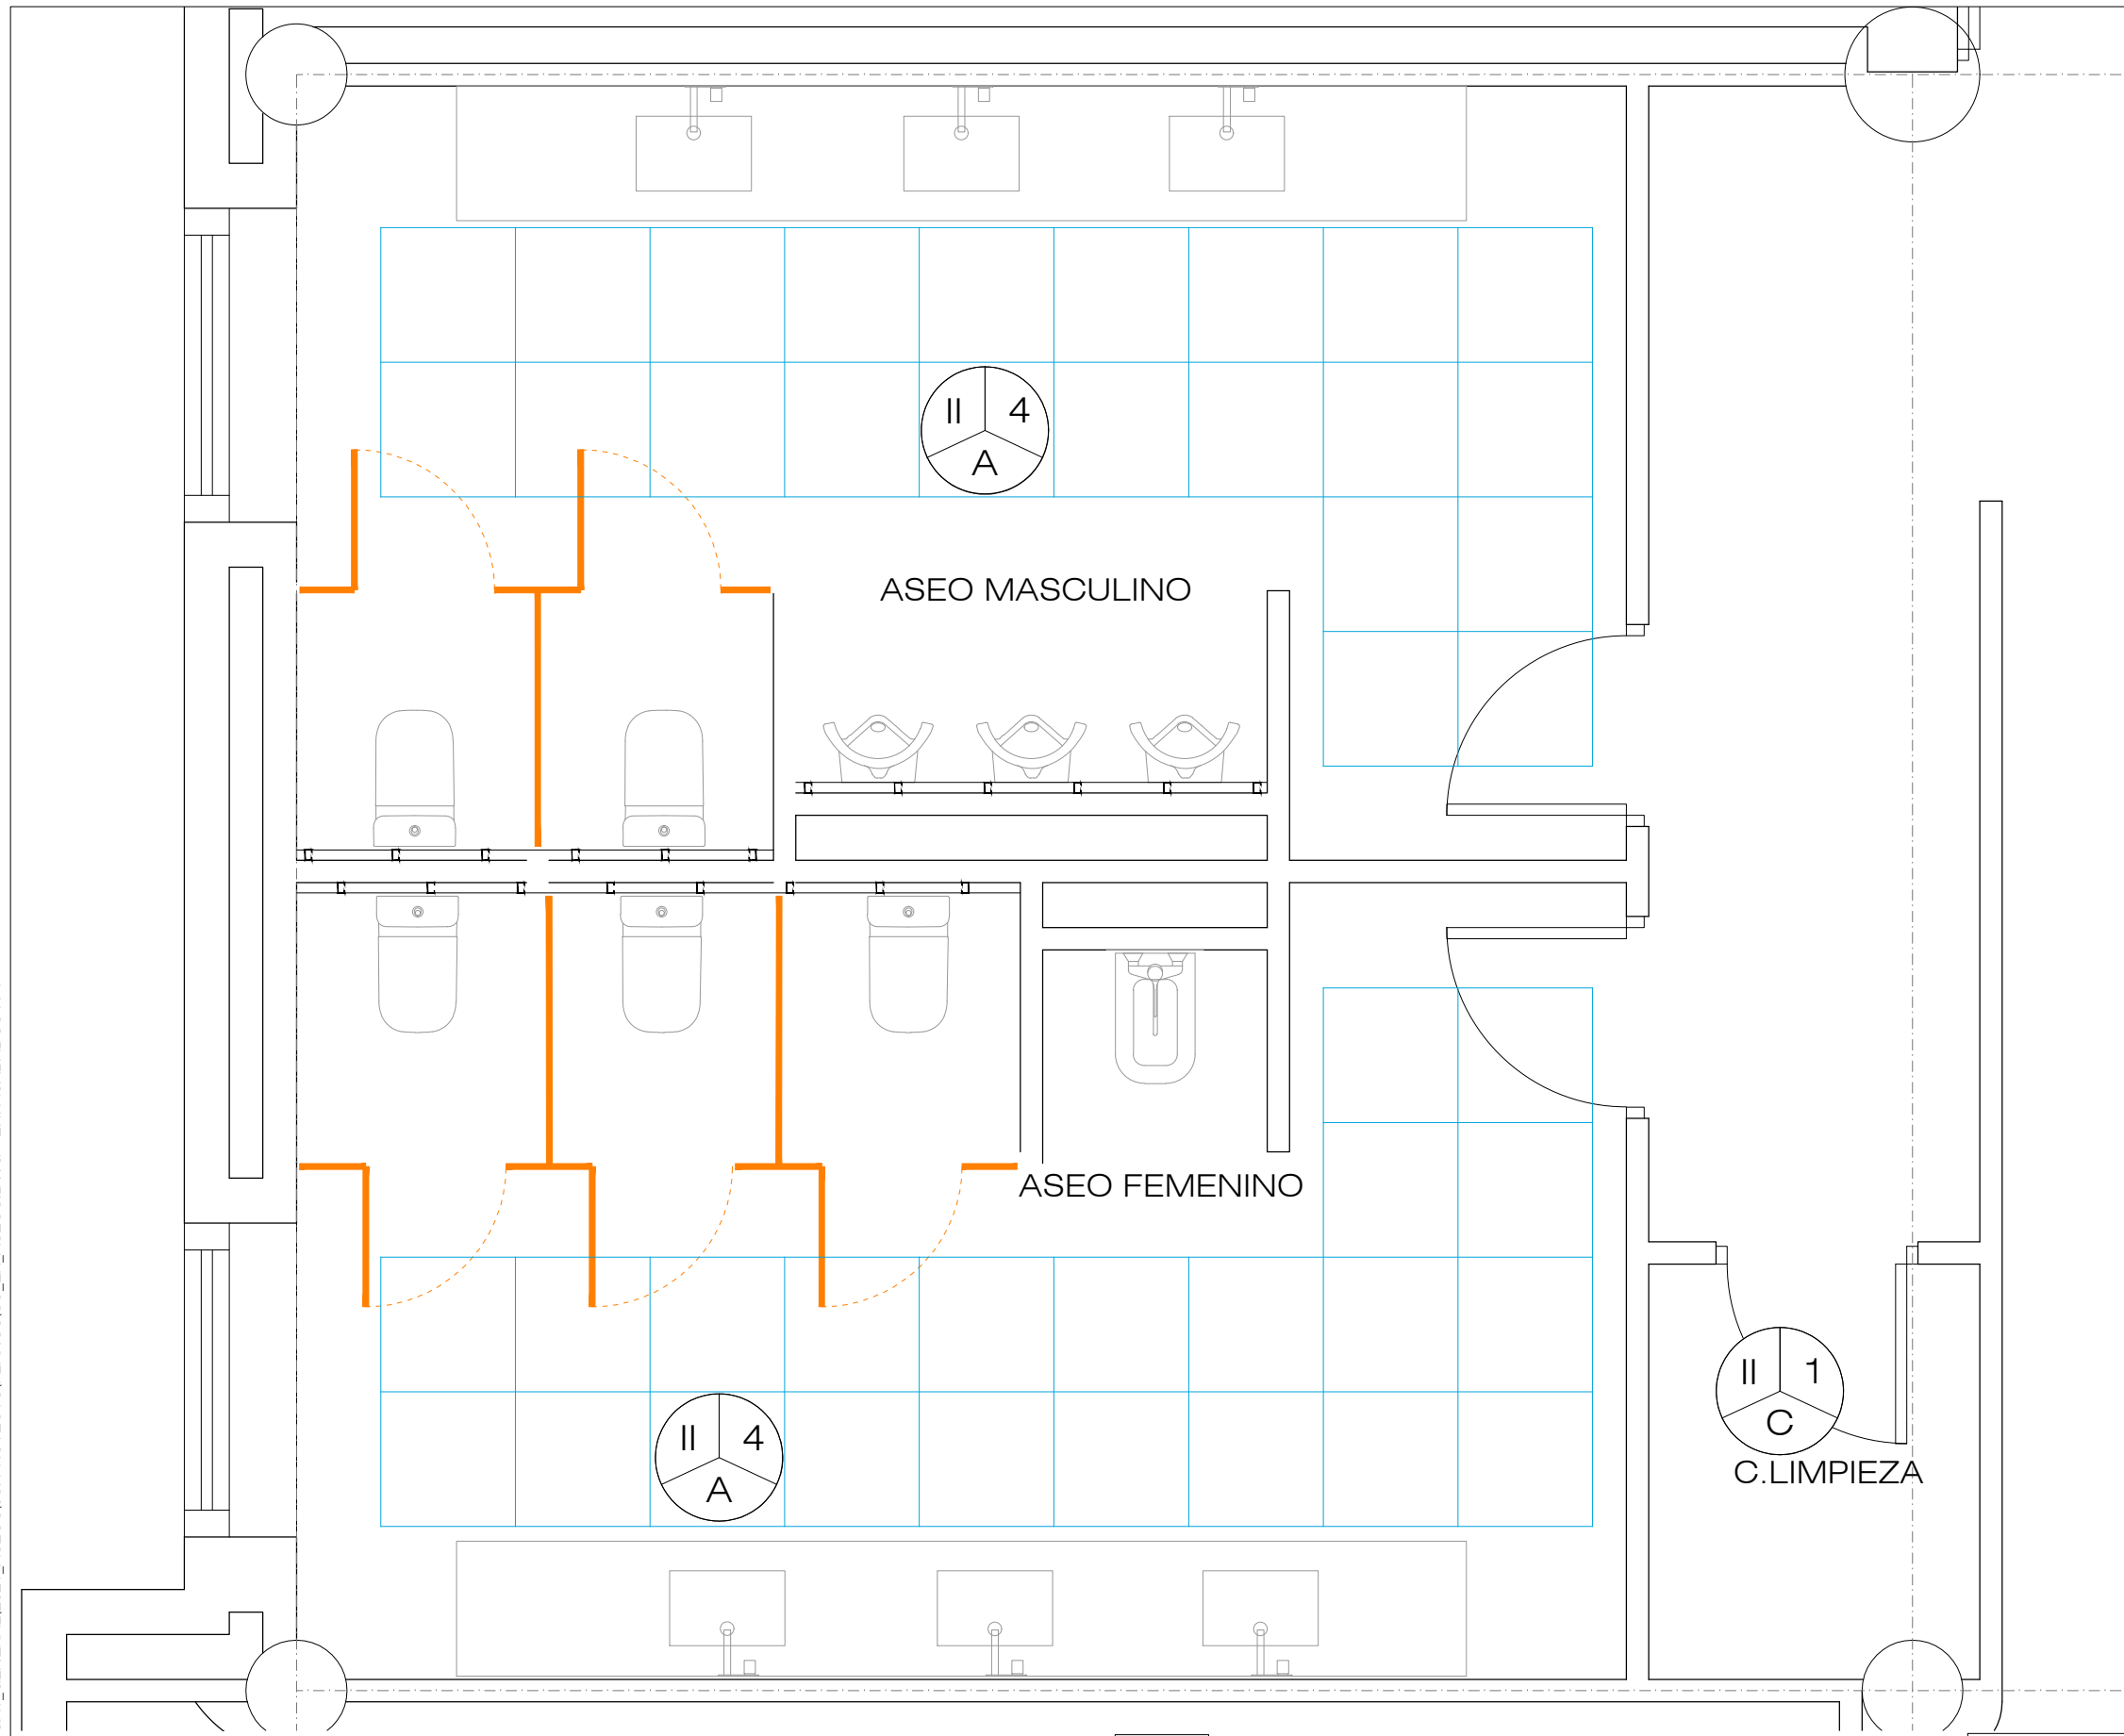 II 4
A
ASEO MASCULINO
ASEO FEMENINO
II 1
C
C.LIMPIEZA
II 4
A